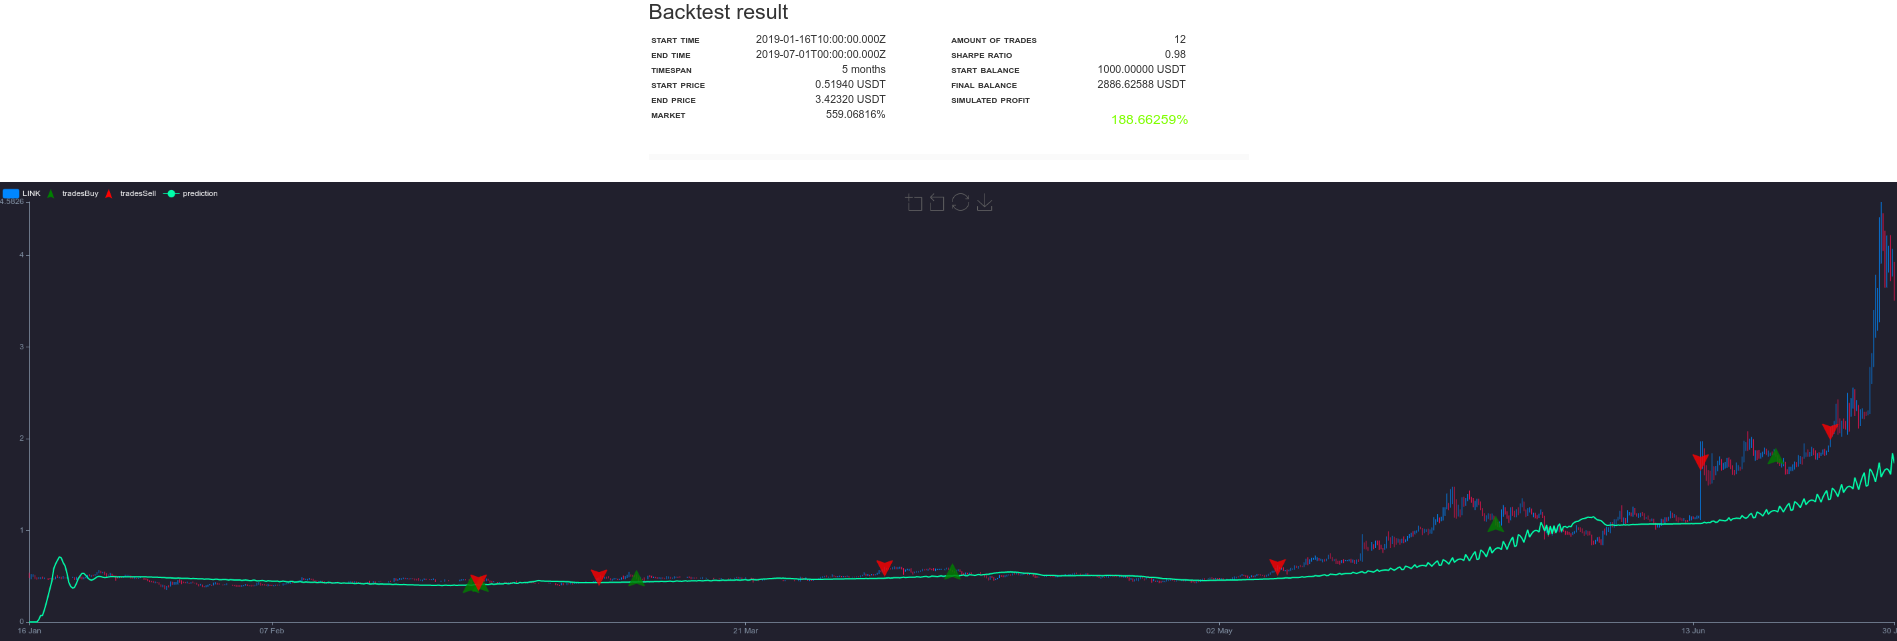 Backtest result
START TIME 2019-01-16T10:00:00.000Z AMOUNT OF TRADES 12
END TIME 2019-07-01T00:00:00.000Z SHARPE RATIO 0.98
TIMESPAN 5 months START BALANCE 1000.00000 USDT
START PRICE 0.51940 USDT FINAL BALANCE 2886.62588 USDT
END PRICE 3.42320 USDT SIMULATED PROFIT
MARKET 559.06816%
188.66259%
LINK tradesBuy tradesSell prediction
4.5826
4
3
2
1
0
16 Jan 07 Feb 21 Mar 02 May 13 Jun 30